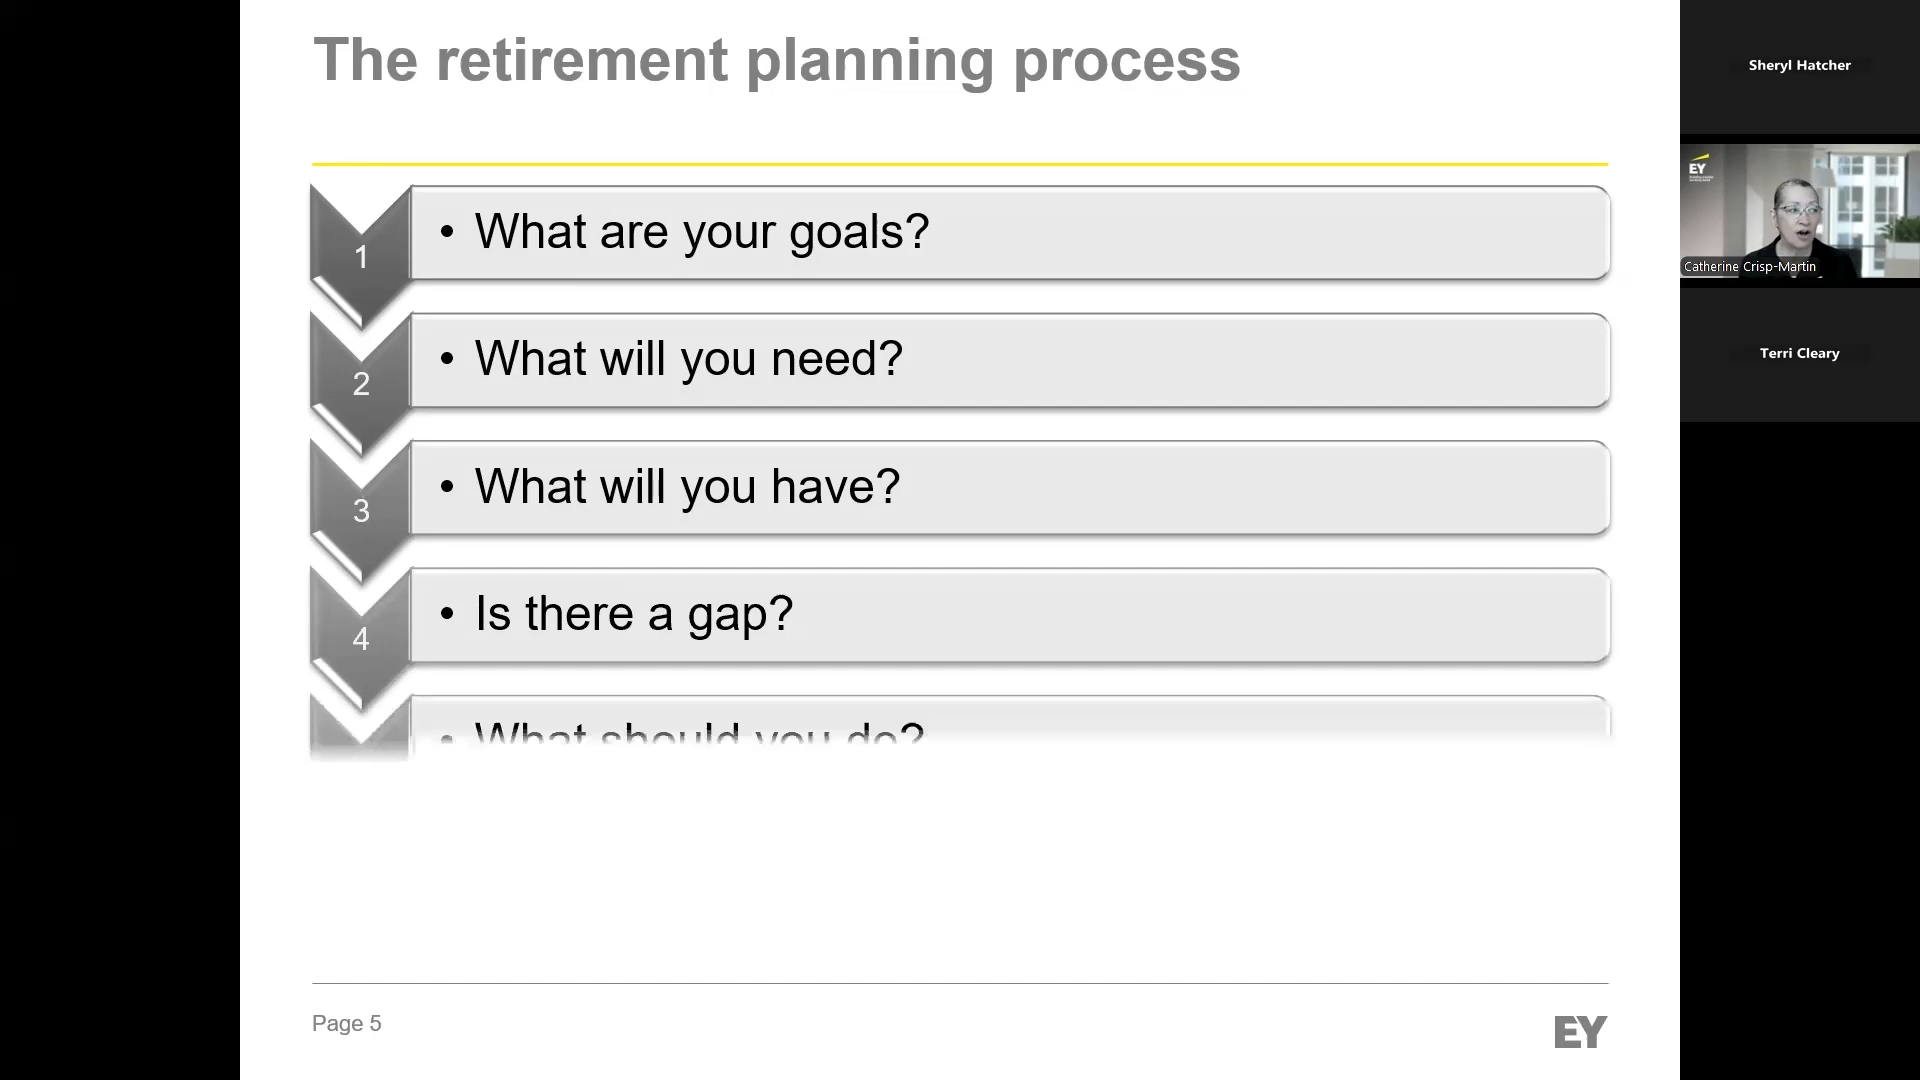 The retirement planning process
1
• What are your goals?
2
• What will you need?
3
• What will you have?
4
• Is there a gap?
• What should you do?
Page 5
EY
Sheryl Hatcher
EY
Catherine Crisp-Martin
Terri Cleary